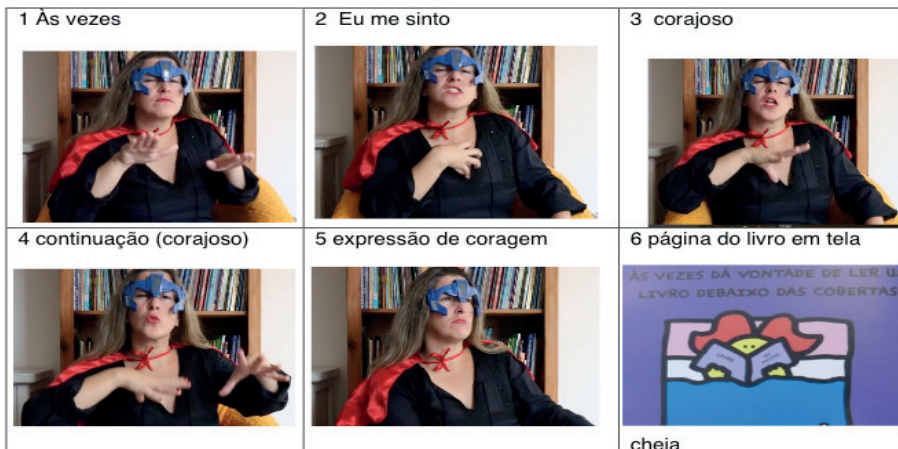 1 Às vezes
2 Eu me sinto
3 corajoso
4 continuação (corajoso)
5 expressão de coragem
6 página do livro em tela
ÀS VEZES DÁ VONTADE DE LER
LIVRO DEBAIXO DAS COBERTAS
LIVRO
cheia